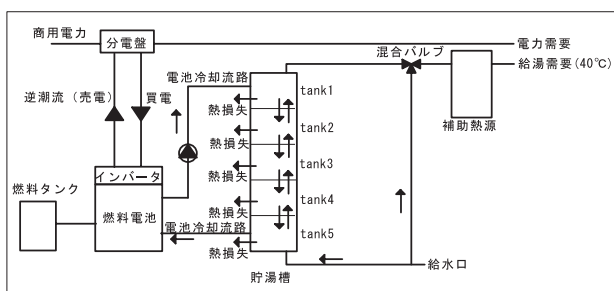 商用電力
分電盤
電力需要
混合バルブ
給湯需要(40℃)
電池冷却流路
tank1
逆潮流（売電）
買電
熱損失
補助熱源
tank2
熱損失
tank3
インバータ
熱損失
燃料タンク
燃料電池
tank4
熱損失
電池冷却流路
tank5
熱損失
給水口
貯湯槽